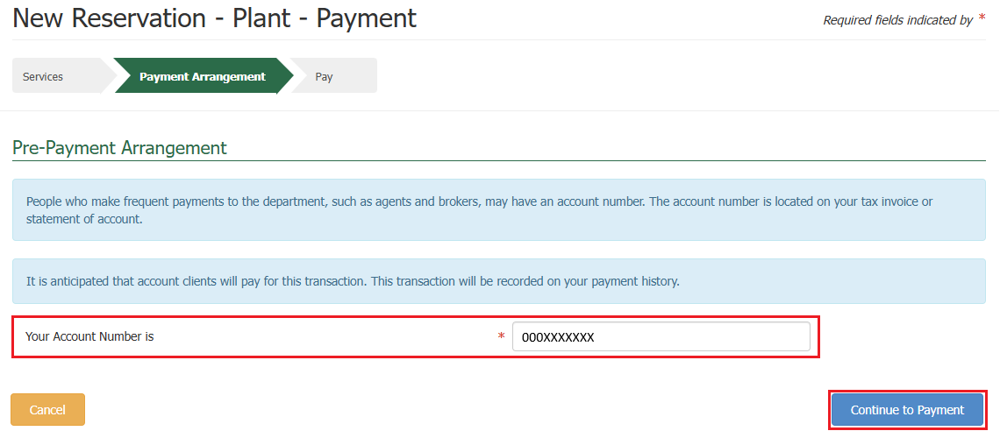 New Reservation - Plant - Payment
Required fields indicated by *
Services
Payment Arrangement
Pay
Pre-Payment Arrangement
People who make frequent payments to the department, such as agents and brokers, may have an account number. The account number is located on your tax invoice or
statement of account.
It is anticipated that account clients will pay for this transaction. This transaction will be recorded on your payment history.
Your Account Number is * 000XXXXXXX
Cancel
Continue to Payment